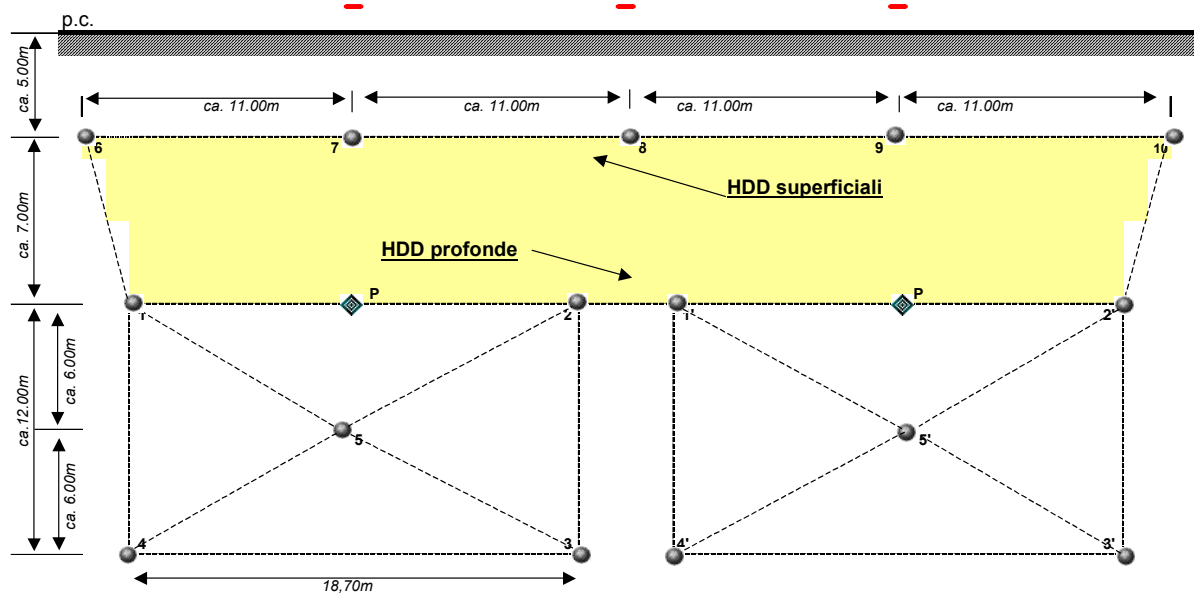 p.c.
ca. 5.00m
ca. 11.00m
ca. 11.00m
ca. 11.00m
ca. 11.00m
6
7
8
9
10
ca. 7.00m
HDD superficiali
HDD profonde
P
P
1
2
1'
2'
ca.12.00m
ca. 6.00m
5
5'
ca. 6.00m
4
3
4'
3'
18,70m